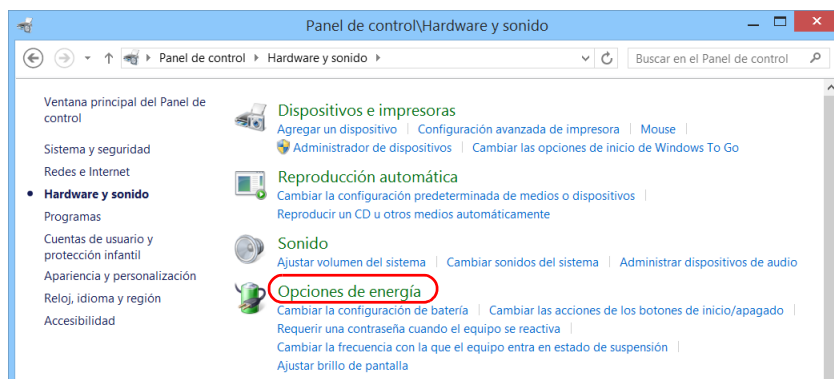 Panel de control\Hardware y sonido
Panel de control Hardware y sonido
Buscar en el Panel de control
Ventana principal del Panel de
control
Sistema y seguridad
Redes e Internet
Hardware y sonido
Programas
Cuentas de usuario y
protección infantil
Apariencia y personalización
Reloj, idioma y región
Accesibilidad
Dispositivos e impresoras
Agregar un dispositivo | Configuración avanzada de impresora | Mouse |
Administrador de dispositivos | Cambiar las opciones de inicio de Windows To Go
Reproducción automática
Cambiar la configuración predeterminada de medios o dispositivos |
Reproducir un CD u otros medios automáticamente
Sonido
Ajustar volumen del sistema | Cambiar sonidos del sistema | Administrar dispositivos de audio
Opciones de energía
Cambiar la configuración de batería | Cambiar las acciones de los botones de inicio/apagado |
Requerir una contraseña cuando el equipo se reactiva |
Cambiar la frecuencia con la que el equipo entra en estado de suspensión |
Ajustar brillo de pantalla